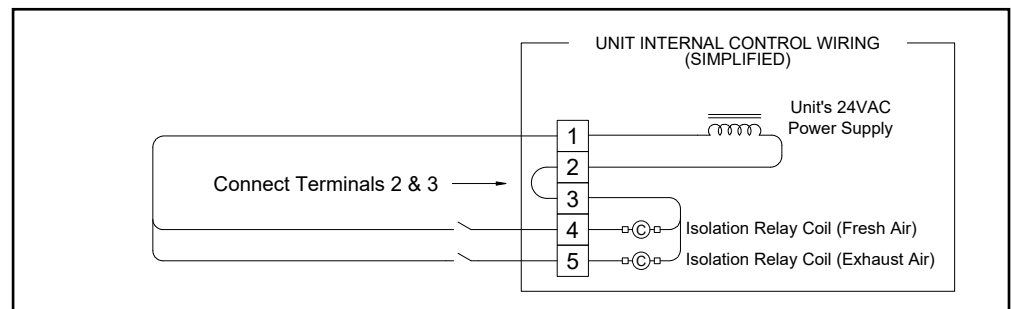 UNIT INTERNAL CONTROL WIRING
(SIMPLIFIED)
Unit's 24VAC
Power Supply
1
2
Connect Terminals 2 & 3
3
4
C
Isolation Relay Coil (Fresh Air)
5
C
Isolation Relay Coil (Exhaust Air)